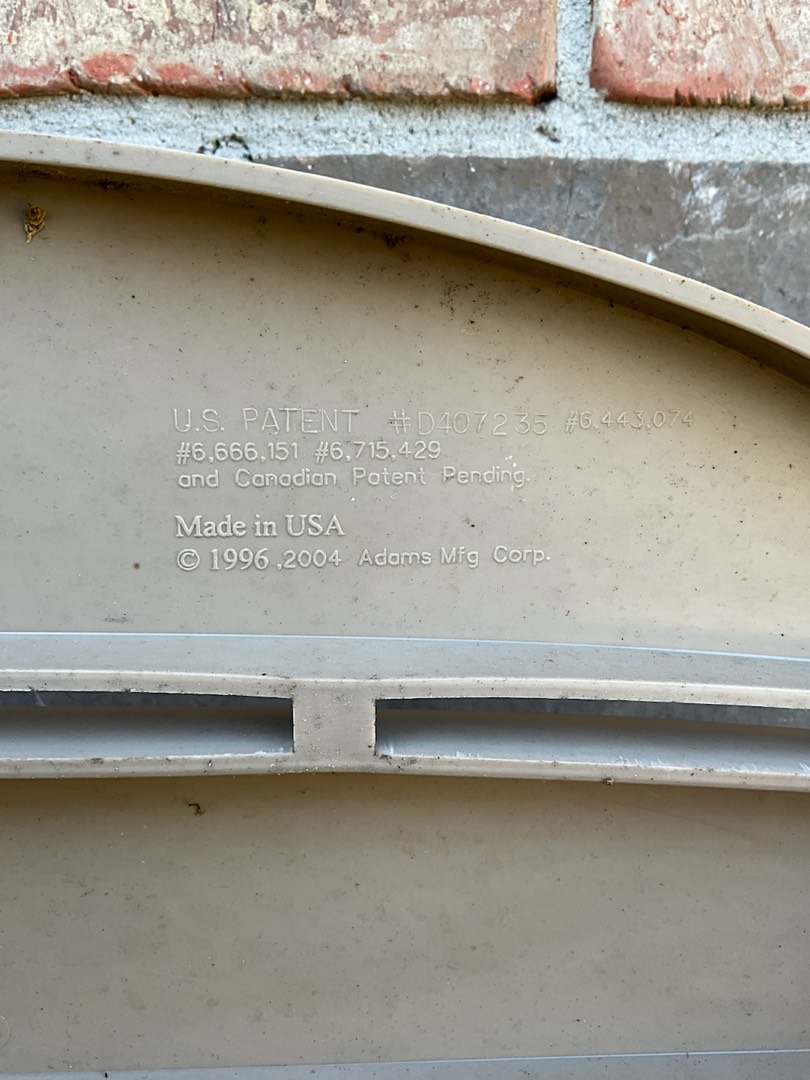 U.S. PATENT #D407235 #6,443,074
#6,666,151 #6,715,429
and Canadian Patent Pending.
Made in USA
© 1996,2004 Adams Mfg Corp.